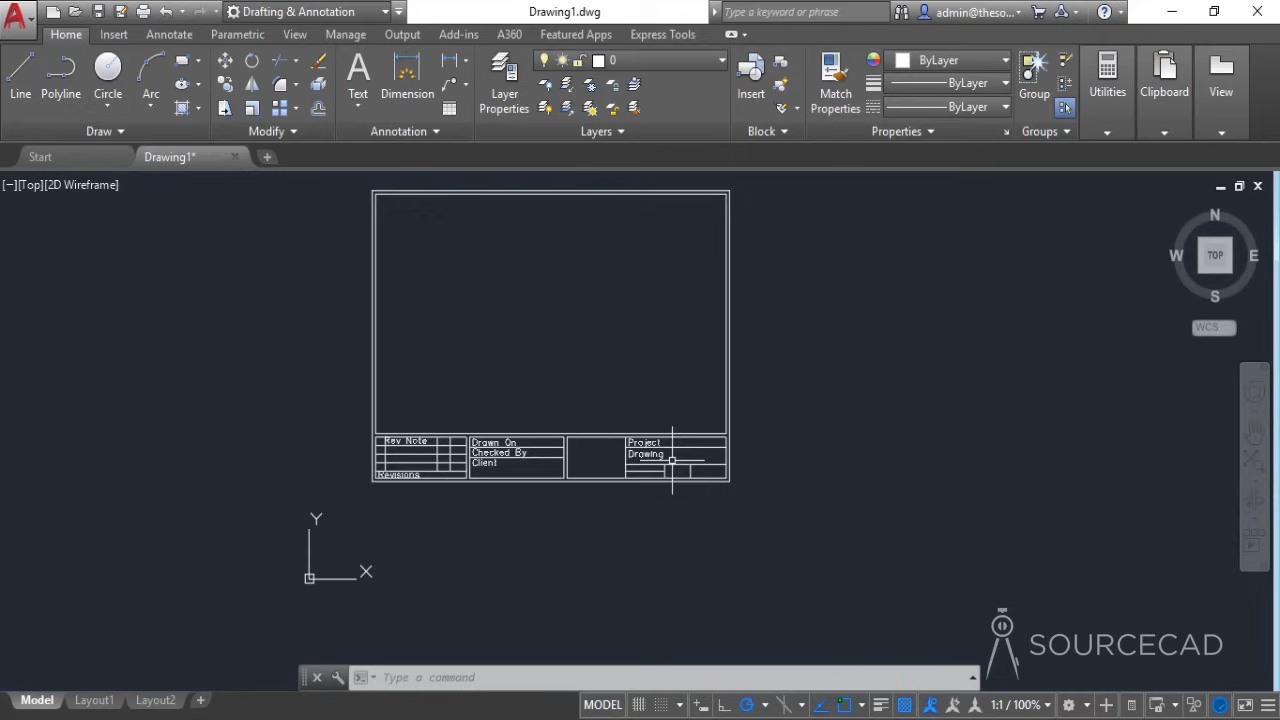 Drafting & Annotation
Drawing1.dwg
Type a keyword or phrase
admin@theso...
Home Insert Annotate Parametric View Manage Output Add-ins A360 Featured Apps Express Tools
Line Polyline Circle Arc
Text Dimension
Layer Properties
0
Insert
Match Properties
ByLayer
ByLayer
ByLayer
Group
Utilities Clipboard View
Draw Modify Annotation Layers Block Properties Groups
Start Drawing1*
[−][Top][2D Wireframe]
N
W TOP E
S
WCS
Rev Note
Revisions
Drawn On
Checked By
Client
Project
Drawing
Y
X
SOURCECAD
Type a command
Model Layout1 Layout2
MODEL
1:1 / 100%